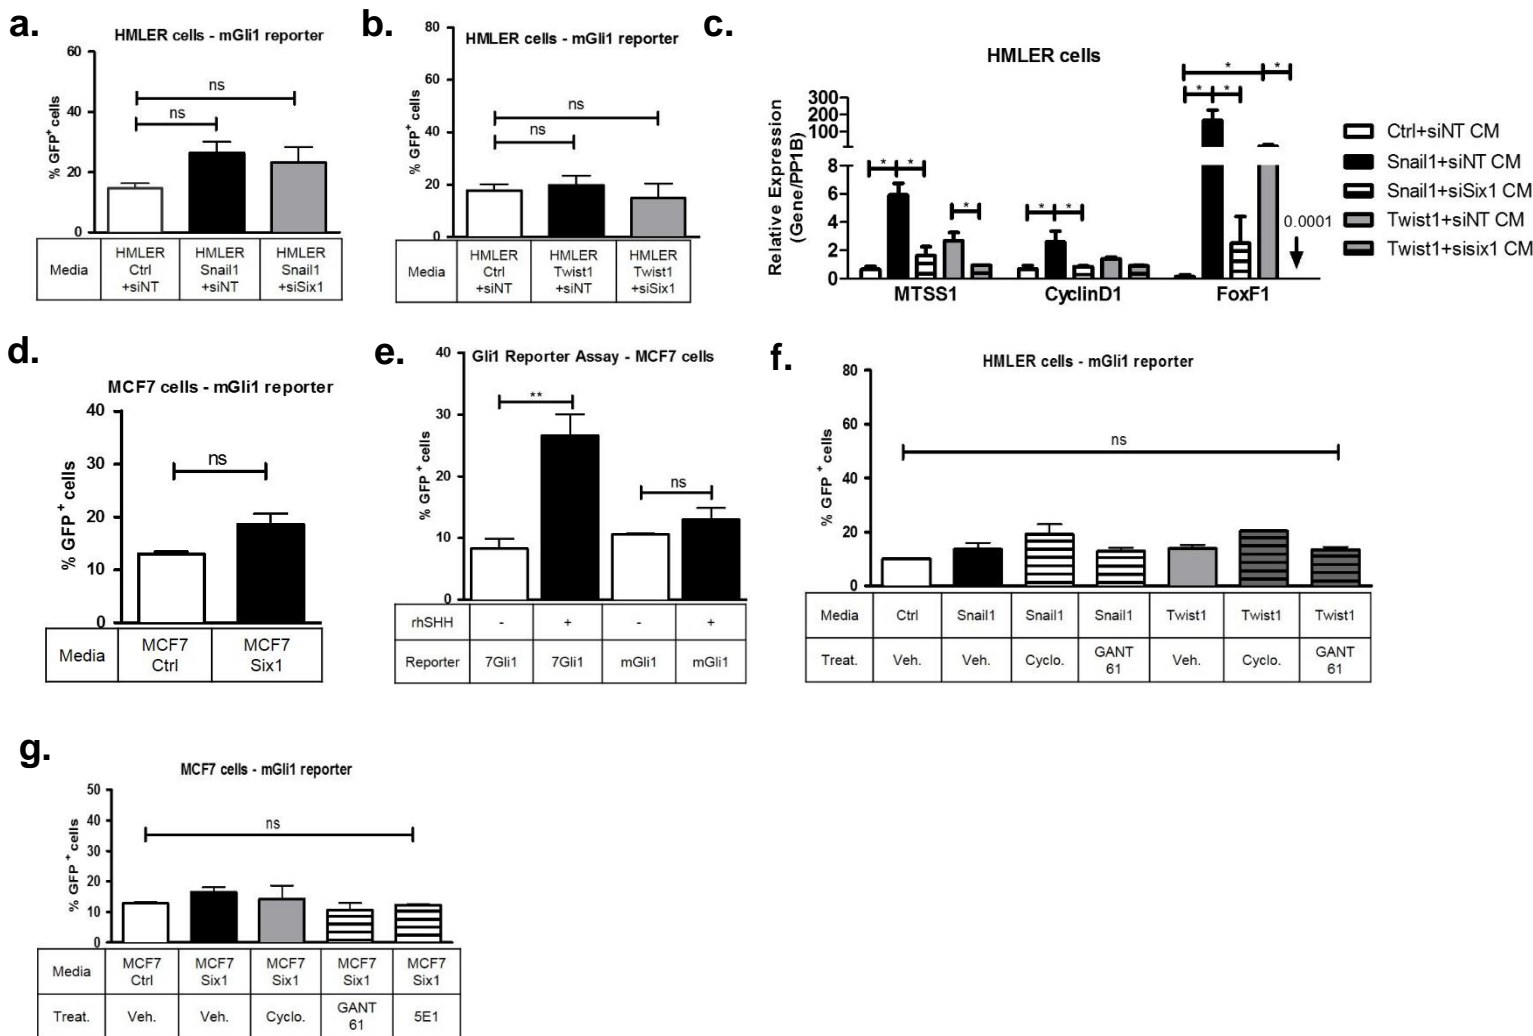 a.
HMLER cells - mGli1 reporter
% GFP+ cells
60
40
20
0
ns
ns
Media
HMLER
Ctrl
+siNT
HMLER
Snail1
+siNT
HMLER
Snail1
+siSix1
b.
HMLER cells - mGli1 reporter
% GFP+ cells
80
60
40
20
0
ns
ns
Media
HMLER
Ctrl
+siNT
HMLER
Twist1
+siNT
HMLER
Twist1
+siSix1
c.
HMLER cells
Relative Expression
(Gene/PP1B)
300
200
100
8
6
4
2
0
* *
*
* *
* *
* *
0.0001
MTSS1
CyclinD1
FoxF1
Ctrl+siNT CM
Snail1+siNT CM
Snail1+siSix1 CM
Twist1+siNT CM
Twist1+sisix1 CM
d.
MCF7 cells - mGli1 reporter
% GFP + cells
40
30
20
10
0
ns
Media
MCF7
Ctrl
MCF7
Six1
e.
Gli1 Reporter Assay - MCF7 cells
% GFP + cells
40
30
20
10
0
**
ns
rhSHH - + - +
Reporter 7Gli1 7Gli1 mGli1 mGli1
f.
HMLER cells - mGli1 reporter
% GFP + cells
80
60
40
20
0
ns
Media Ctrl Snail1 Snail1 Snail1 Twist1 Twist1 Twist1
Treat. Veh. Veh. Cyclo. GANT 61 Veh. Cyclo. GANT 61
g.
MCF7 cells - mGli1 reporter
% GFP + cells
50
40
30
20
10
0
ns
Media
MCF7
Ctrl
MCF7
Six1
MCF7
Six1
MCF7
Six1
MCF7
Six1
Treat. Veh. Veh. Cyclo. GANT 61 5E1